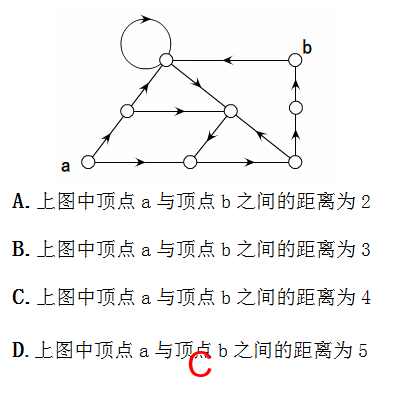 b
a
A. 上图中顶点 a 与顶点 b 之间的距离为 2
B. 上图中顶点 a 与顶点 b 之间的距离为 3
C. 上图中顶点 a 与顶点 b 之间的距离为 4
D. 上图中顶点 a 与顶点 b 之间的距离为 5
C